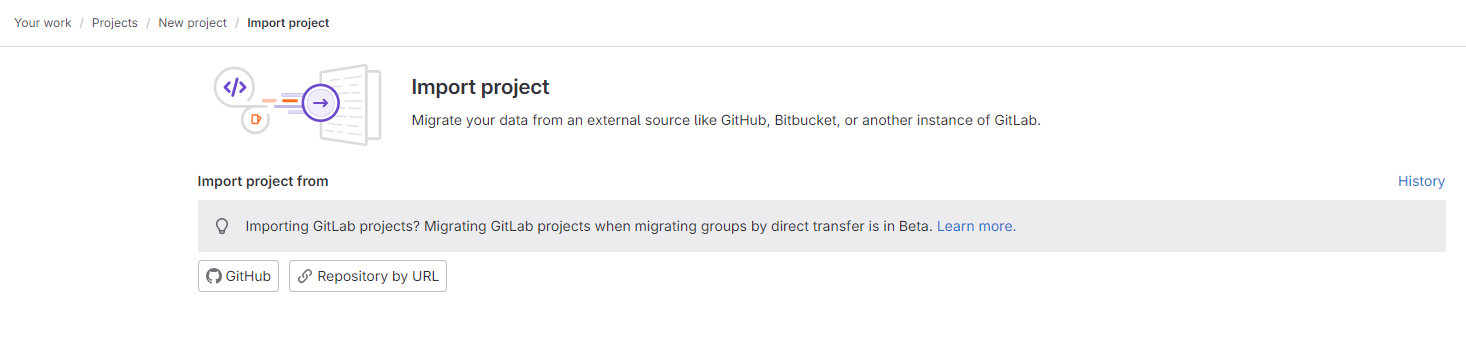 Your work / Projects / New project / Import project
Import project
Migrate your data from an external source like GitHub, Bitbucket, or another instance of GitLab.
Import project from
History
Importing GitLab projects? Migrating GitLab projects when migrating groups by direct transfer is in Beta. Learn more.
GitHub
Repository by URL